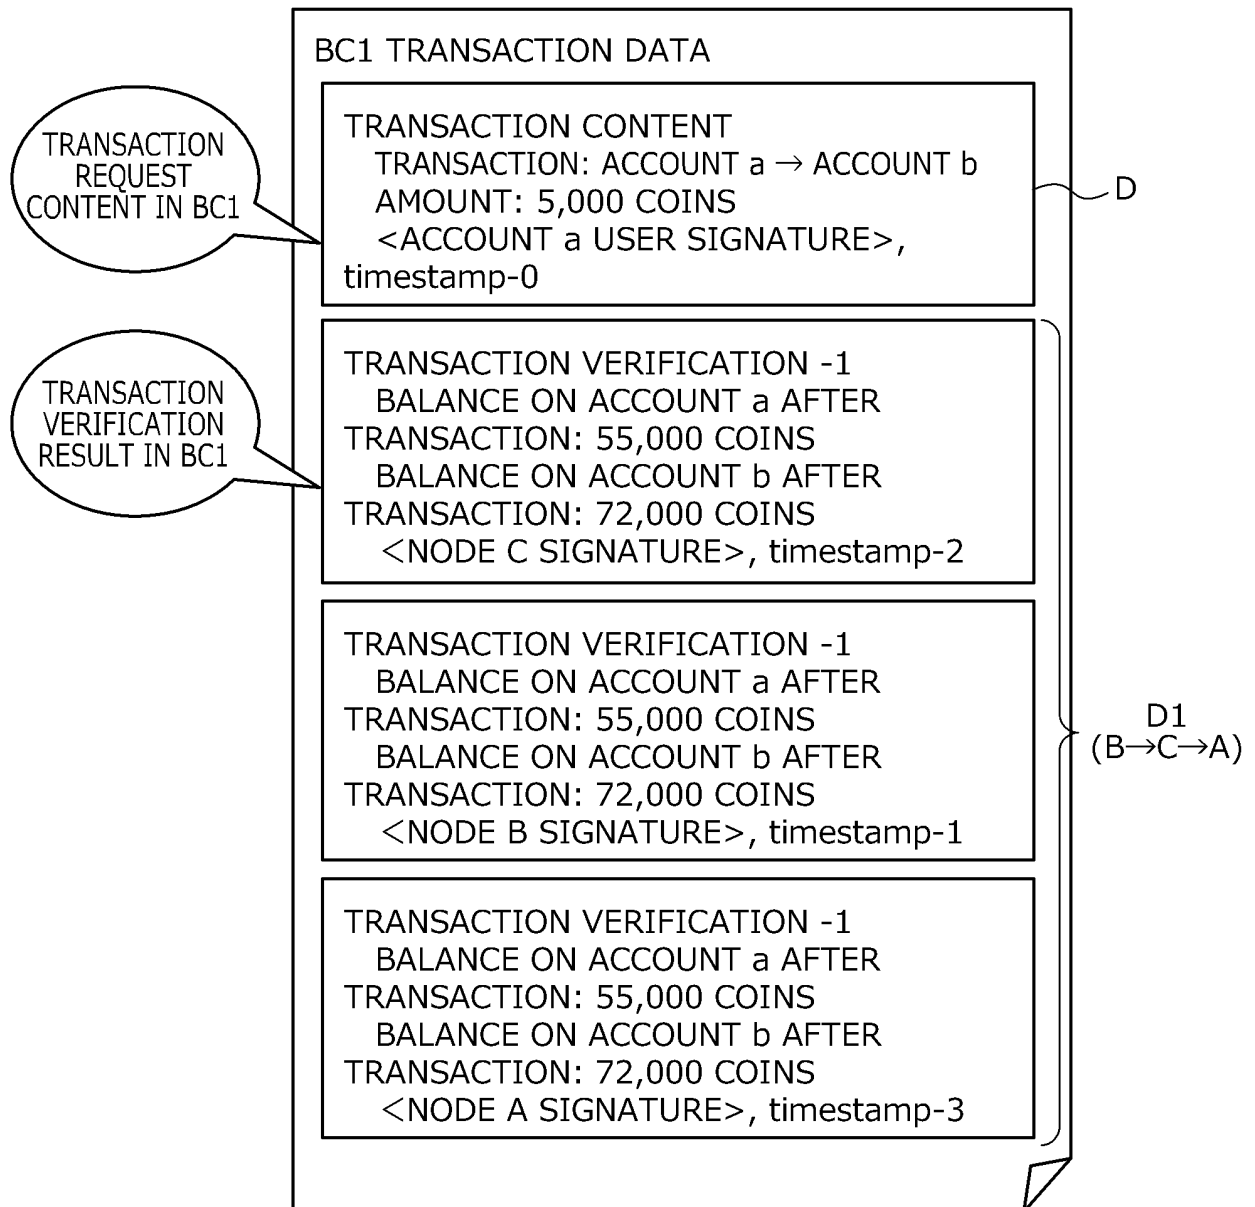 BC1 TRANSACTION DATA
TRANSACTION
REQUEST
CONTENT IN BC1
TRANSACTION CONTENT
TRANSACTION: ACCOUNT a → ACCOUNT b
AMOUNT: 5,000 COINS
<ACCOUNT a USER SIGNATURE>,
timestamp-0
D
TRANSACTION
VERIFICATION
RESULT IN BC1
TRANSACTION VERIFICATION -1
BALANCE ON ACCOUNT a AFTER
TRANSACTION: 55,000 COINS
BALANCE ON ACCOUNT b AFTER
TRANSACTION: 72,000 COINS
<NODE C SIGNATURE>, timestamp-2
TRANSACTION VERIFICATION -1
BALANCE ON ACCOUNT a AFTER
TRANSACTION: 55,000 COINS
BALANCE ON ACCOUNT b AFTER
TRANSACTION: 72,000 COINS
<NODE B SIGNATURE>, timestamp-1
D1
(B→C→A)
TRANSACTION VERIFICATION -1
BALANCE ON ACCOUNT a AFTER
TRANSACTION: 55,000 COINS
BALANCE ON ACCOUNT b AFTER
TRANSACTION: 72,000 COINS
<NODE A SIGNATURE>, timestamp-3